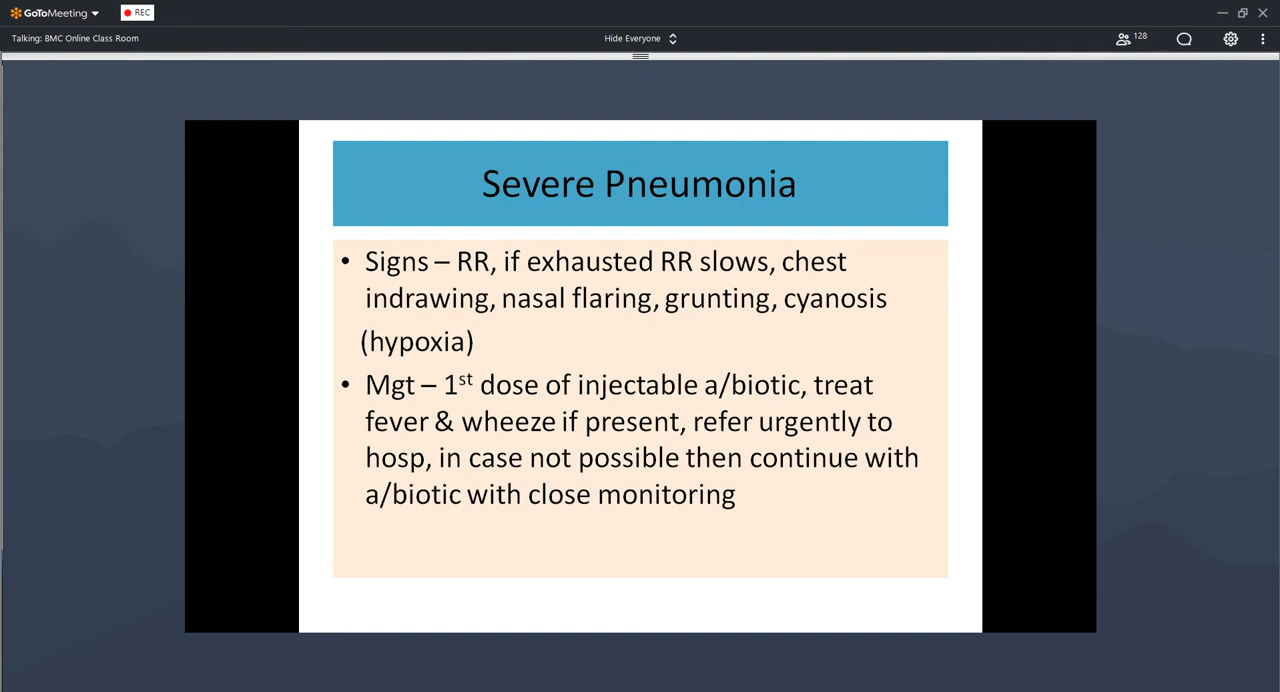 GoToMeeting REC
Talking: BMC Online Class Room
Hide Everyone
128
Severe Pneumonia
• Signs – RR, if exhausted RR slows, chest
indrawing, nasal flaring, grunting, cyanosis
(hypoxia)
• Mgt – 1st dose of injectable a/biotic, treat
fever & wheeze if present, refer urgently to
hosp, in case not possible then continue with
a/biotic with close monitoring